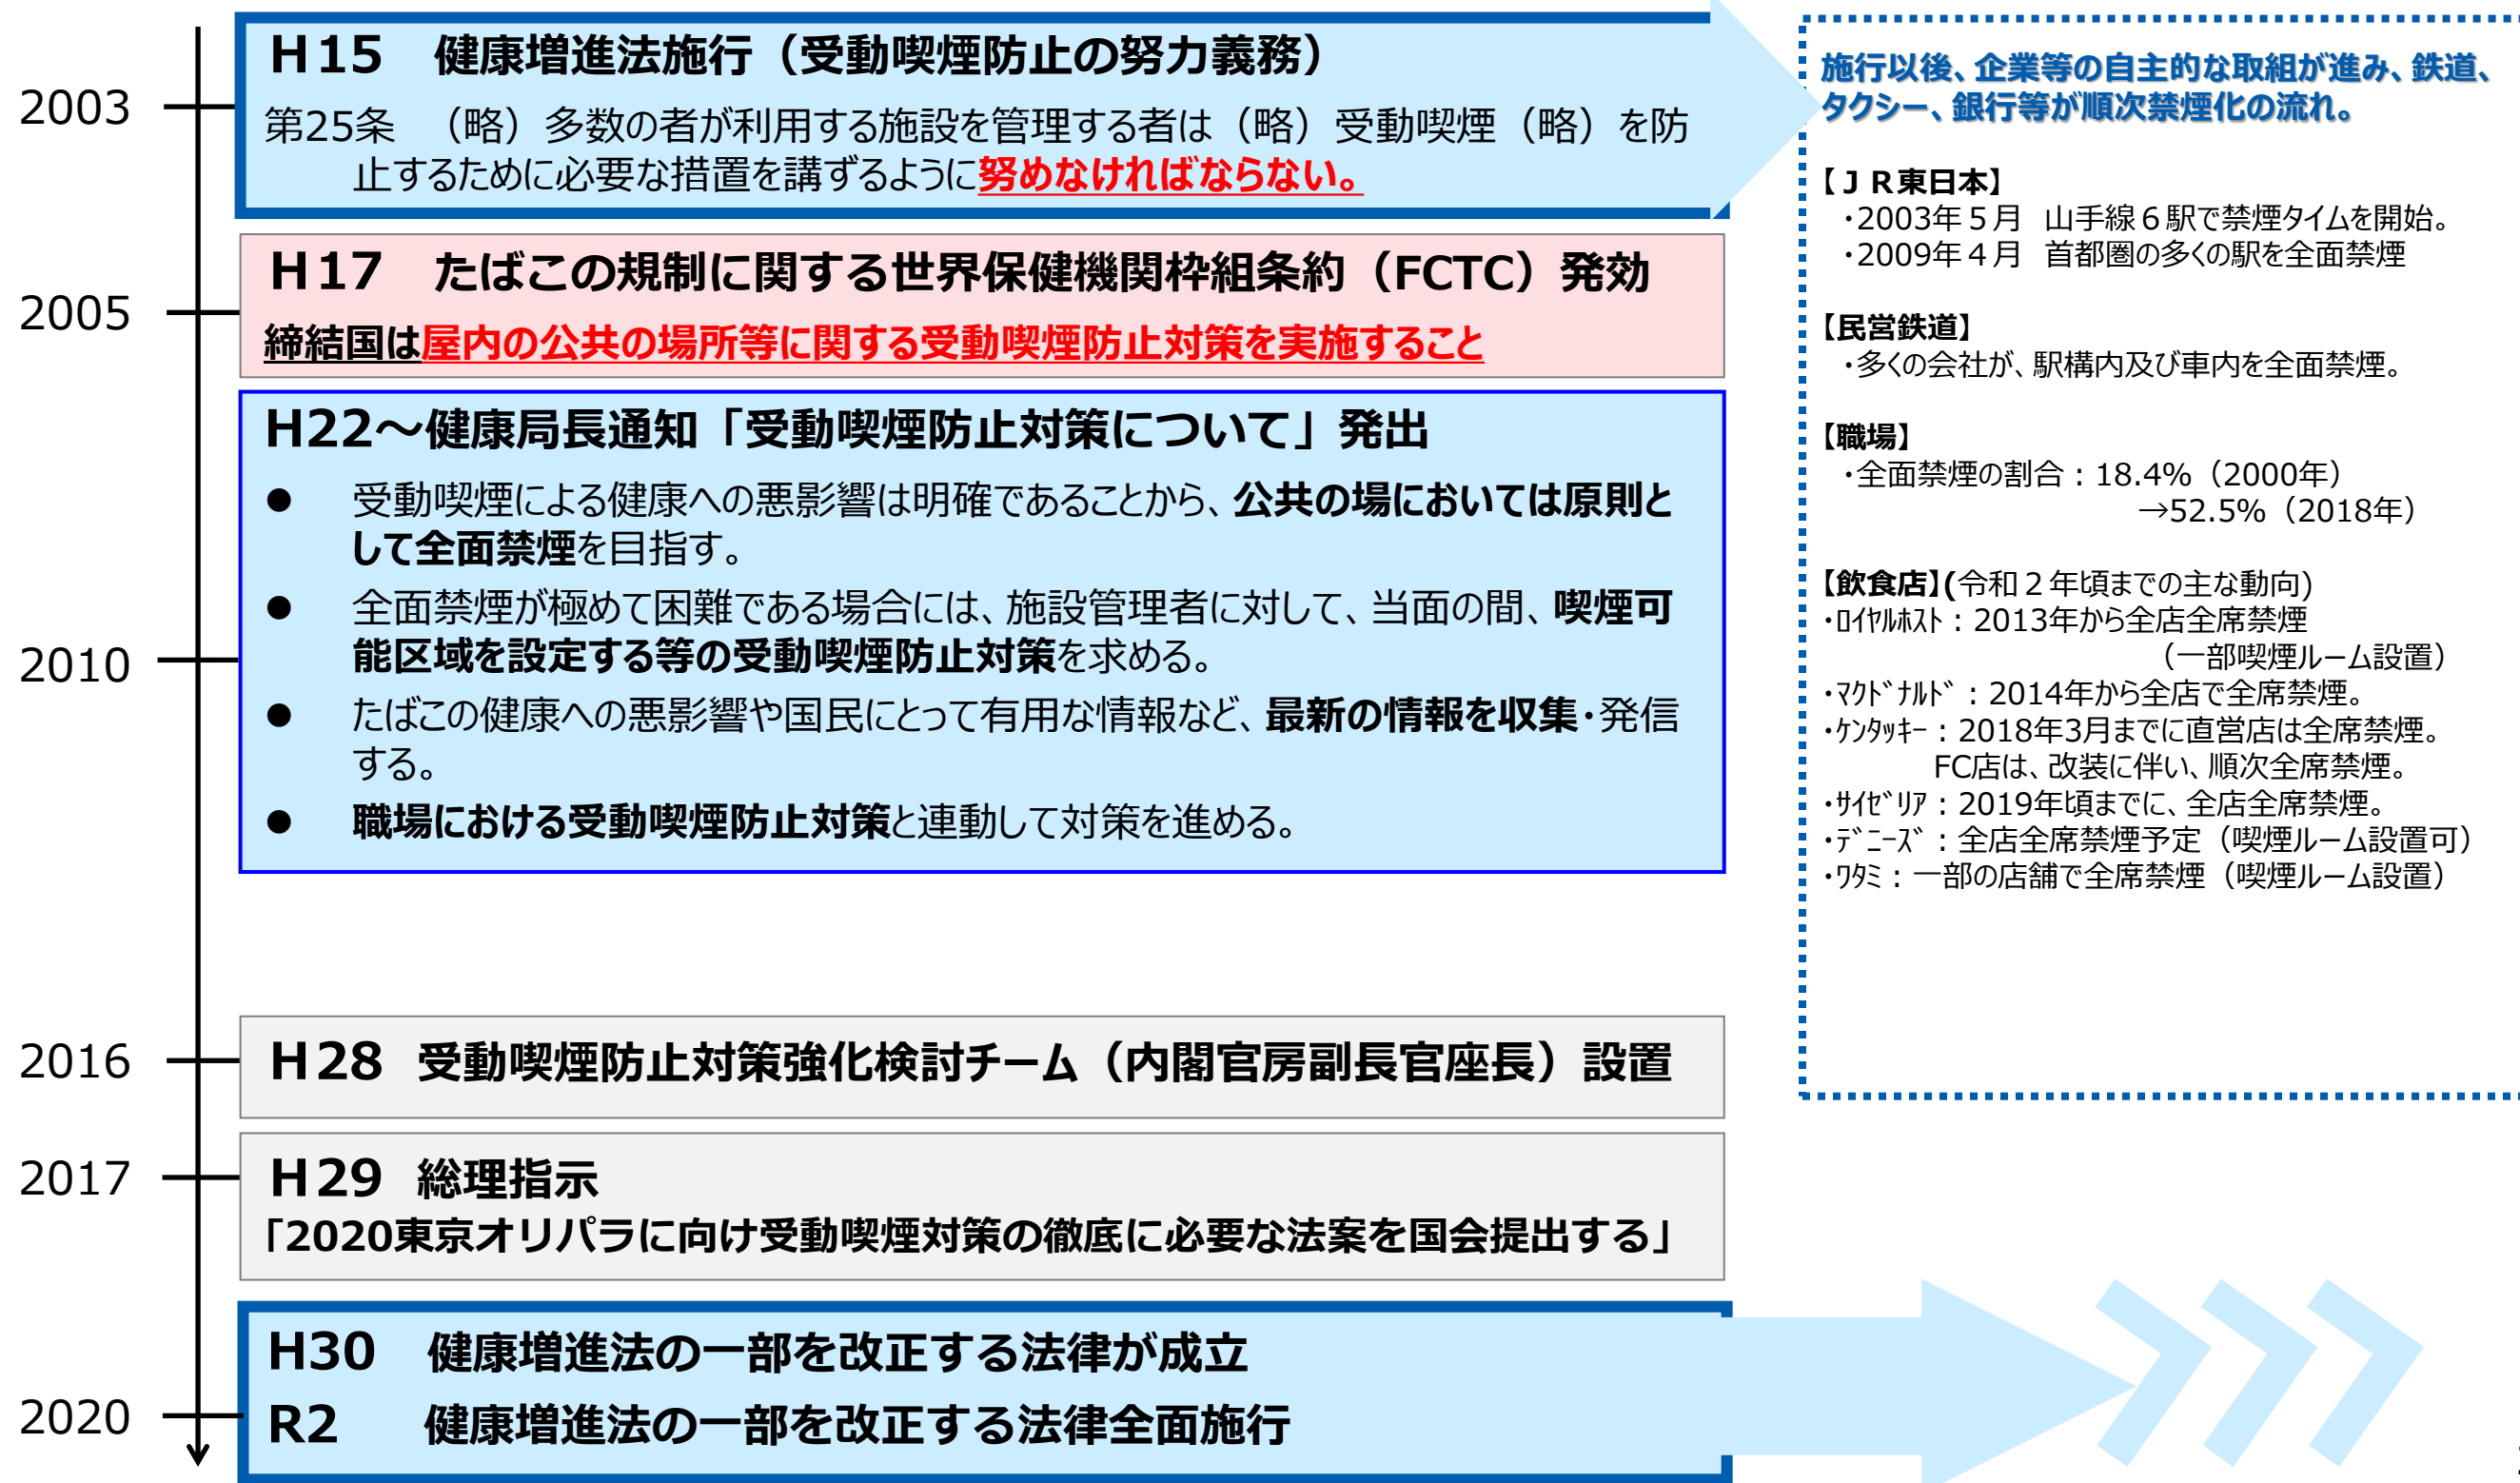 2003
H15　健康増進法施行（受動喫煙防止の努力義務）
第25条　（略）多数の者が利用する施設を管理する者は（略）受動喫煙（略）を防
止するために必要な措置を講ずるように努めなければならない。
2005
H17　たばこの規制に関する世界保健機関枠組条約（FCTC）発効
締結国は屋内の公共の場所等に関する受動喫煙防止対策を実施すること
2010
H22～健康局長通知「受動喫煙防止対策について」発出
● 受動喫煙による健康への悪影響は明確であることから、公共の場においては原則と
して全面禁煙を目指す。
● 全面禁煙が極めて困難である場合には、施設管理者に対して、当面の間、喫煙可
能区域を設定する等の受動喫煙防止対策を求める。
● たばこの健康への悪影響や国民にとって有用な情報など、最新の情報を収集・発信
する。
● 職場における受動喫煙防止対策と連動して対策を進める。
2016
H28 受動喫煙防止対策強化検討チーム（内閣官房副長官座長）設置
2017
H29 総理指示
「2020東京オリパラに向け受動喫煙対策の徹底に必要な法案を国会提出する」
2020
H30　健康増進法の一部を改正する法律が成立
R2　健康増進法の一部を改正する法律全面施行
施行以後、企業等の自主的な取組が進み、鉄道、
タクシー、銀行等が順次禁煙化の流れ。
【ＪＲ東日本】
・2003年５月　山手線６駅で禁煙タイムを開始。
・2009年４月　首都圏の多くの駅を全面禁煙
【民営鉄道】
・多くの会社が、駅構内及び車内を全面禁煙。
【職場】
・全面禁煙の割合：18.4%（2000年）
→52.5%（2018年）
【飲食店】(令和２年頃までの主な動向)
・ﾛｲﾔﾙﾎｽﾄ：2013年から全店全席禁煙
（一部喫煙ルーム設置）
・ﾏｸﾄﾞﾅﾙﾄﾞ：2014年から全店で全席禁煙。
・ｹﾝﾀｯｷｰ：2018年3月までに直営店は全席禁煙。
FC店は、改装に伴い、順次全席禁煙。
・ｻｲｾﾞﾘｱ：2019年頃までに、全店全席禁煙。
・ﾃﾞﾆｰｽﾞ：全店全席禁煙予定（喫煙ルーム設置可）
・ﾜﾀﾐ：一部の店舗で全席禁煙（喫煙ルーム設置）